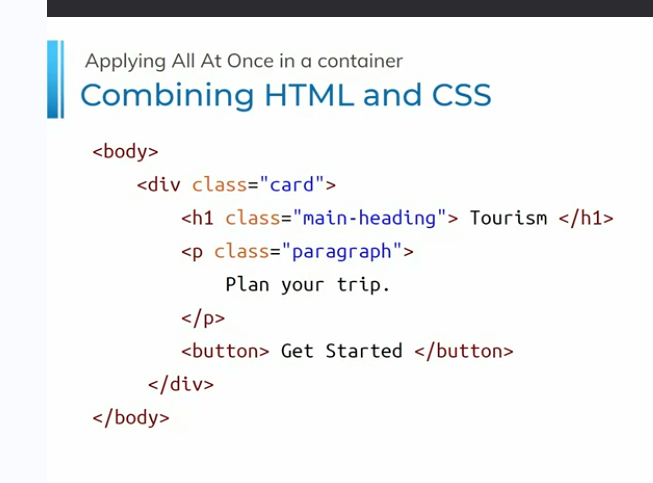 Applying All At Once in a container
Combining HTML and CSS
<body>
<div class="card">
<h1 class="main-heading"> Tourism </h1>
<p class="paragraph">
Plan your trip.
</p>
<button> Get Started </button>
</div>
</body>